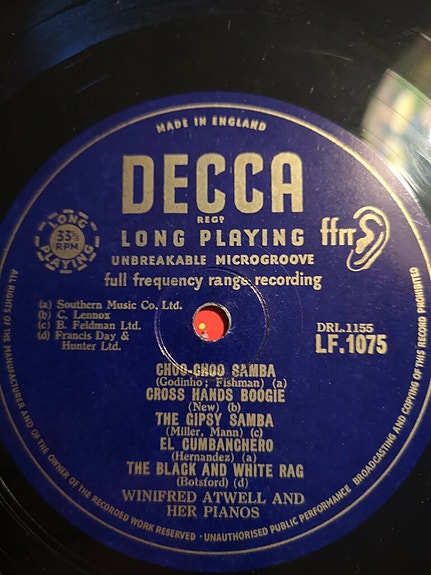 MADE IN ENGLAND
DECCA
REGD
LONG PLAYING
UNBREAKABLE MICROGROOVE
full frequency range recording
LONG
33⅓
RPM
PLAYING
ffrr
(a) Southern Music Co. Ltd.
(b) C. Lennox
(c) B. Feldman Ltd.
(d) Francis Day &
Hunter Ltd.
DRL.1155
LF.1075
CHOO-CHOO SAMBA
(Godinho; Fishman) (a)
CROSS HANDS BOOGIE
(New) (b)
THE GIPSY SAMBA
(Miller, Mann) (c)
EL CUMBANCHERO
(Hernandez) (a)
THE BLACK AND WHITE RAG
(Botsford) (d)
WINIFRED ATWELL AND
HER PIANOS
ALL RIGHTS OF THE MANUFACTURER AND OF THE OWNER OF THE RECORDED WORK RESERVED · UNAUTHORISED PUBLIC PERFORMANCE BROADCASTING AND COPYING OF THIS RECORD PROHIBITED